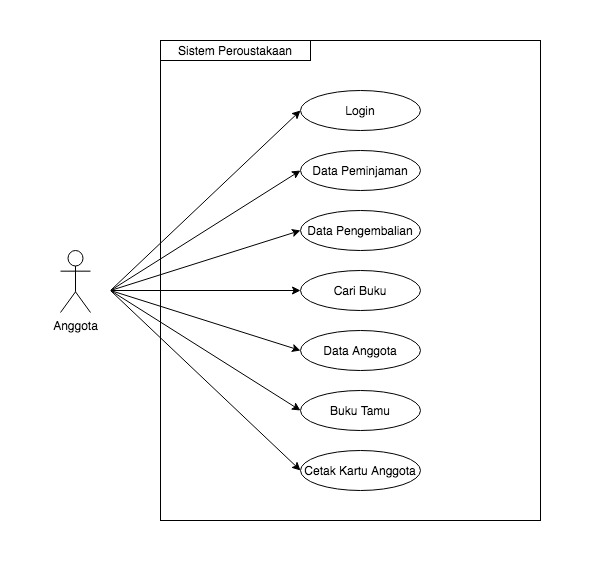 Sistem Peroustakaan
Login
Data Peminjaman
Data Pengembalian
Cari Buku
Anggota
Data Anggota
Buku Tamu
Cetak Kartu Anggota